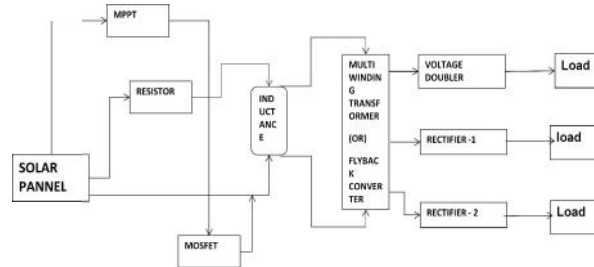 MPPT
RESISTOR
SOLAR
PANNEL
MOSFET
IND
UCT
ANC
E
MULTI
WINDIN
G
TRANSF
ORMER
(OR)
FLYBAC
K
CONVER
TER
VOLTAGE
DOUBLER
Load
RECTIFIER -1
load
RECTIFIER - 2
Load